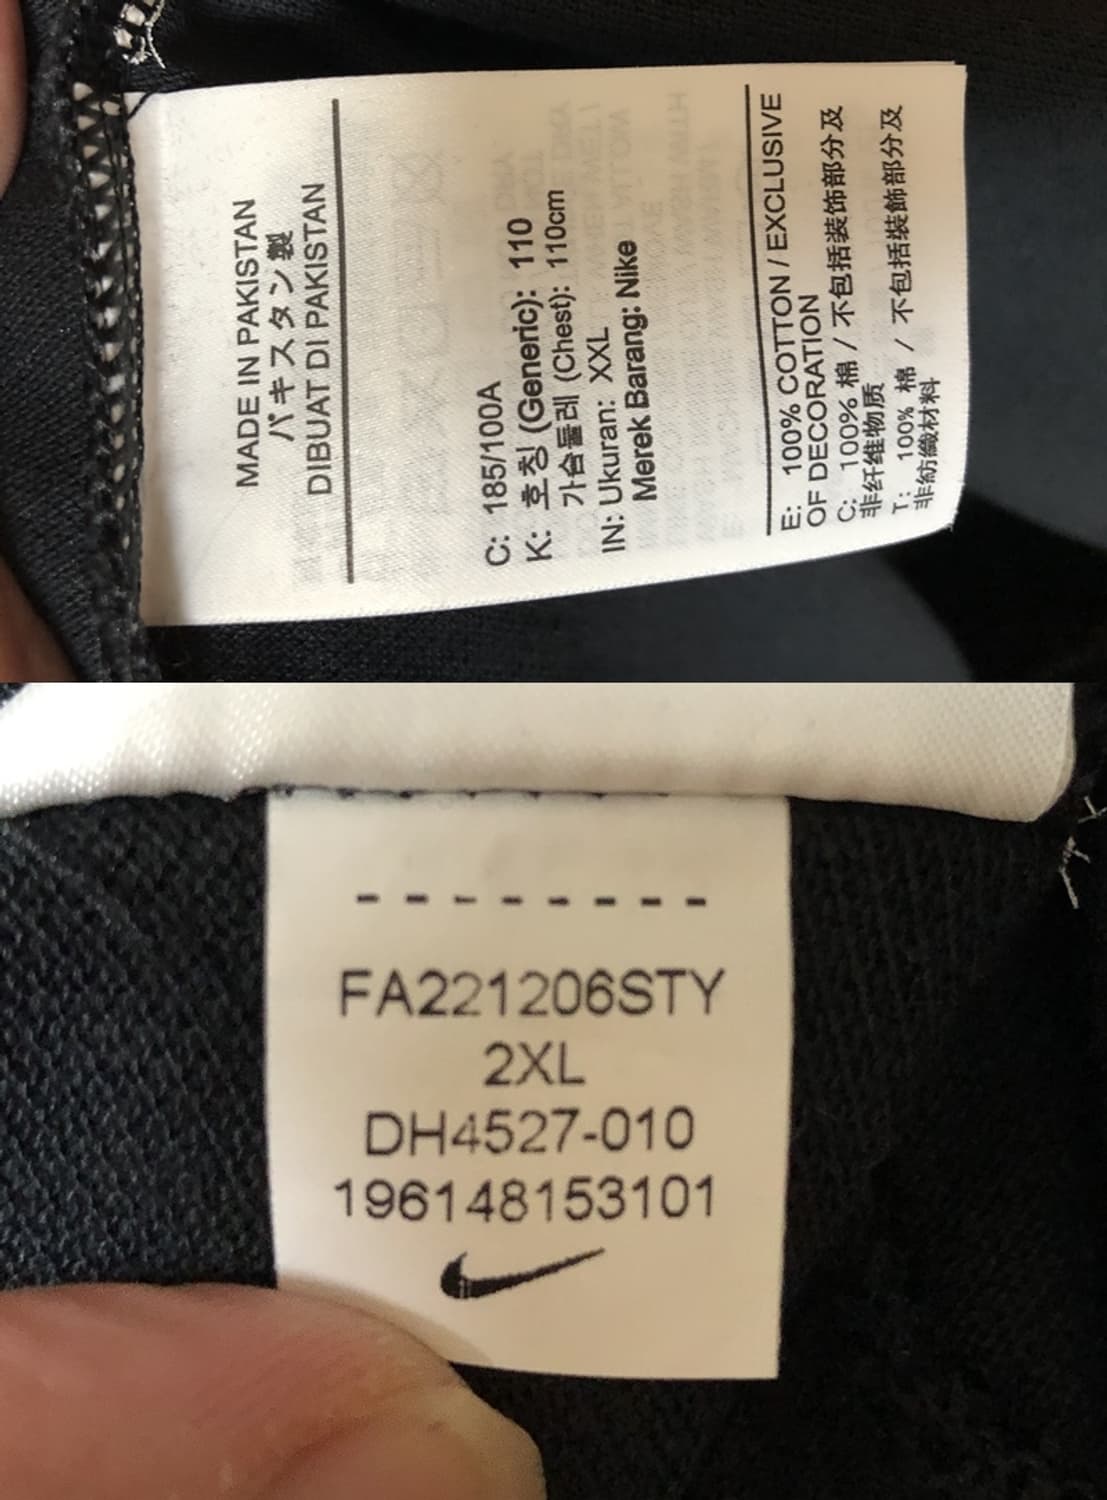 MADE IN PAKISTAN
パキスタン製
DIBUAT DI PAKISTAN
C: 185/100A
K: 호칭 (Generic): 110
가슴둘레 (Chest): 110cm
IN: Ukuran: XXL
Merek Barang: Nike
E: 100% COTTON / EXCLUSIVE
OF DECORATION
C: 100% 棉 / 不包括装饰部分及
非纤维物质
T: 100% 棉 / 不包括裝飾部分及
非紡織材料
--------
FA221206STY
2XL
DH4527-010
196148153101